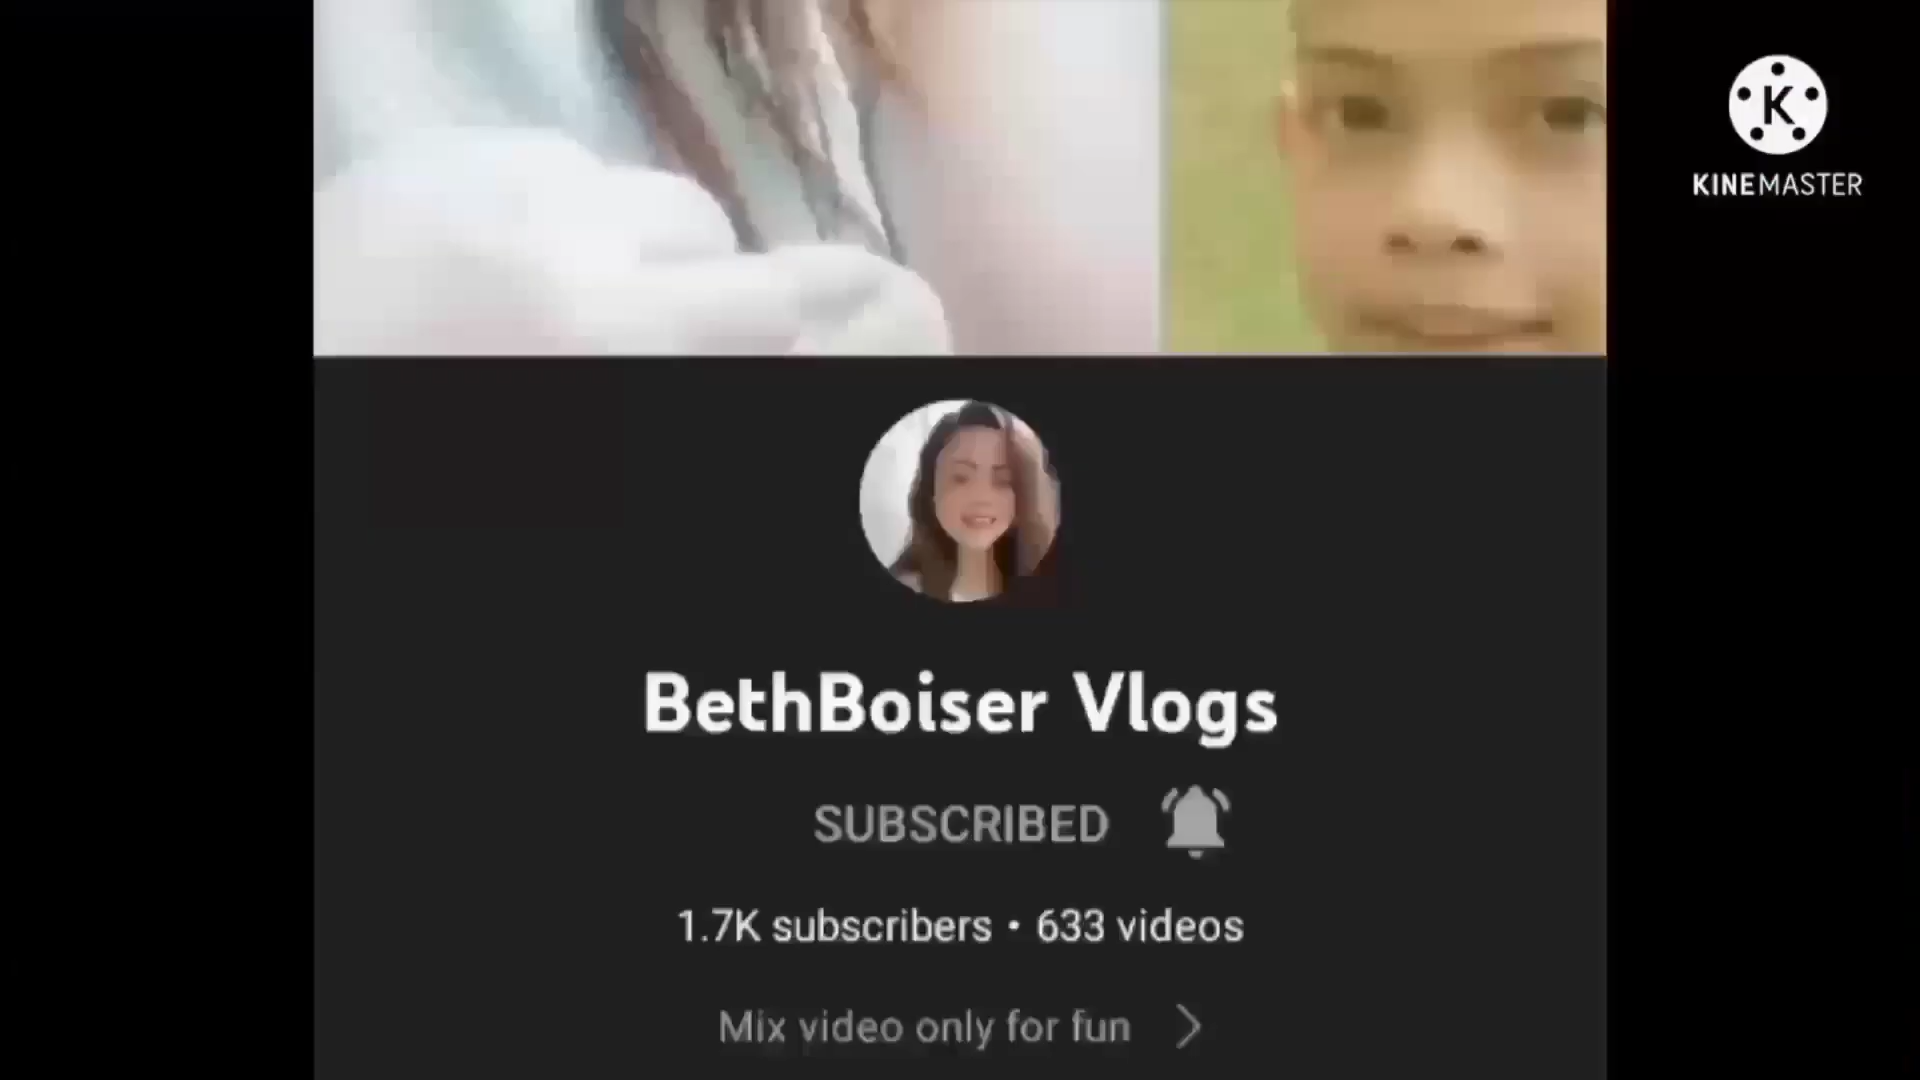 K
KINEMASTER
BethBoiser Vlogs
SUBSCRIBED
1.7K subscribers • 633 videos
Mix video only for fun